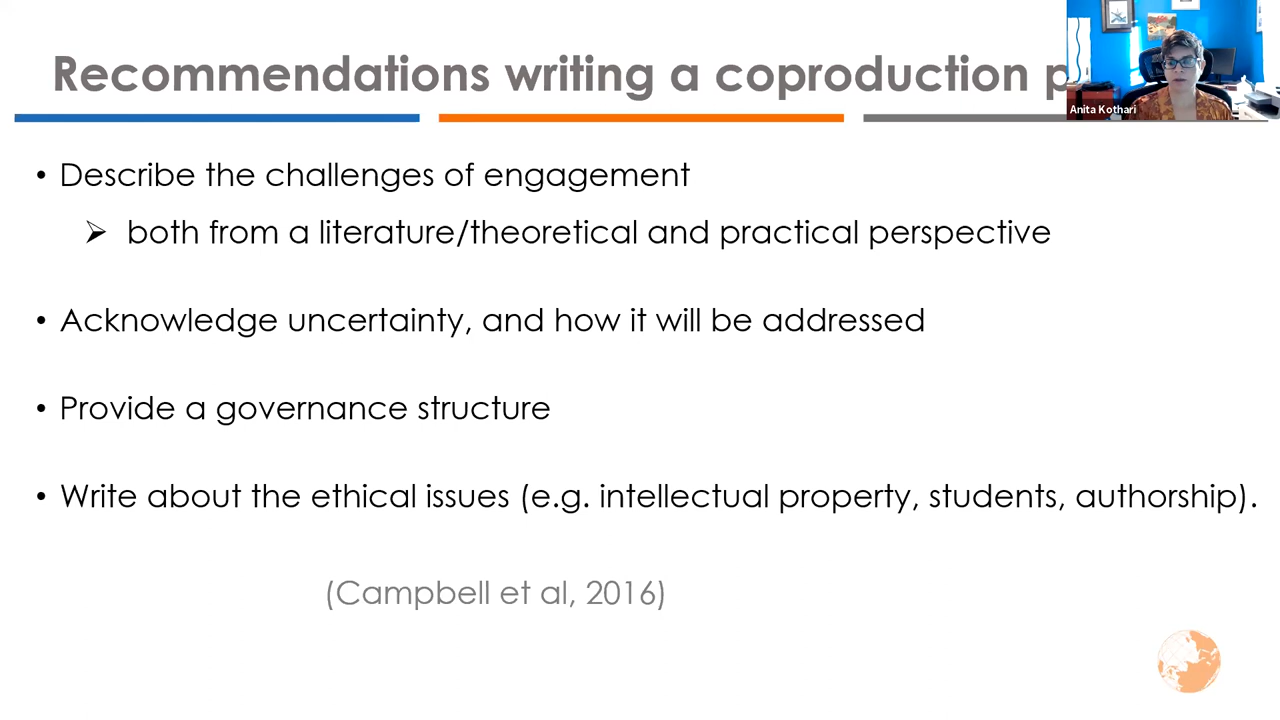 Recommendations writing a coproduction
Anita Kothari
• Describe the challenges of engagement
➢ both from a literature/theoretical and practical perspective
• Acknowledge uncertainty, and how it will be addressed
• Provide a governance structure
• Write about the ethical issues (e.g. intellectual property, students, authorship).
(Campbell et al, 2016)